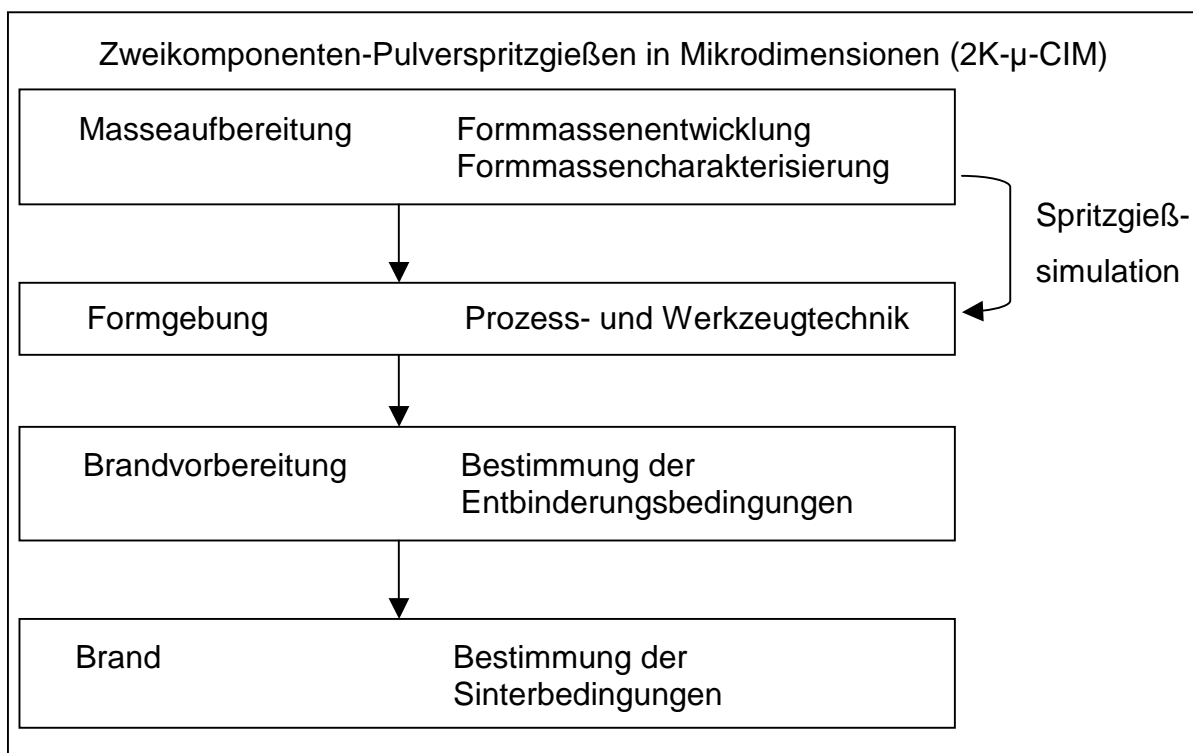 Zweikomponenten-Pulverspritzgießen in Mikrodimensionen (2K-µ-CIM)
Masseaufbereitung Formmassenentwicklung
Formmassencharakterisierung
Spritzgieß-
simulation
Formgebung Prozess- und Werkzeugtechnik
Brandvorbereitung Bestimmung der
Entbinderungsbedingungen
Brand Bestimmung der
Sinterbedingungen